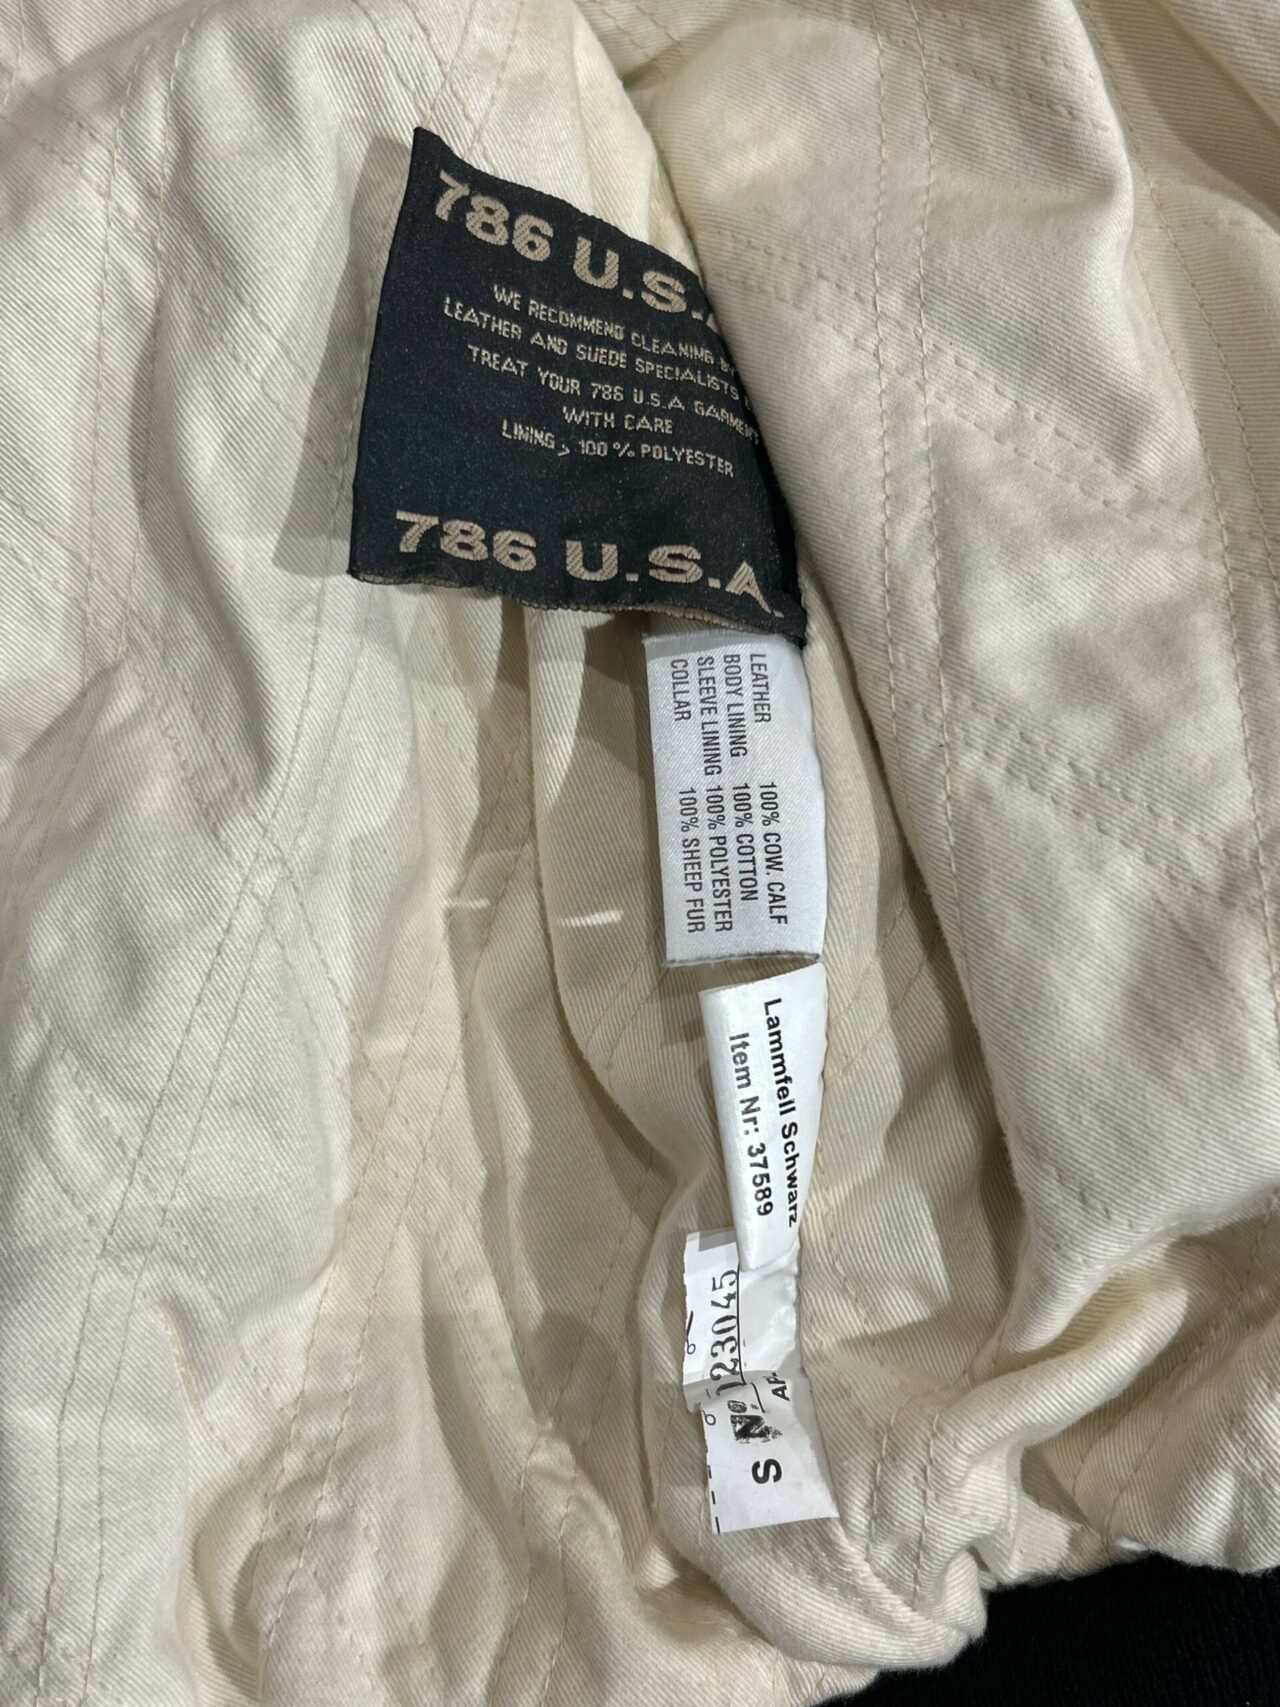 786 U.S.A
WE RECOMMEND CLEANING BY
LEATHER AND SUEDE SPECIALISTS
TREAT YOUR 786 U.S.A GARMENT
WITH CARE
LINING > 100 % POLYESTER
786 U.S.A.
LEATHER 100% COW. CALF
BODY LINING 100% COTTON
SLEEVE LINING 100% POLYESTER
COLLAR 100% SHEEP FUR
Lammfell Schwarz
Item Nr: 37589
S